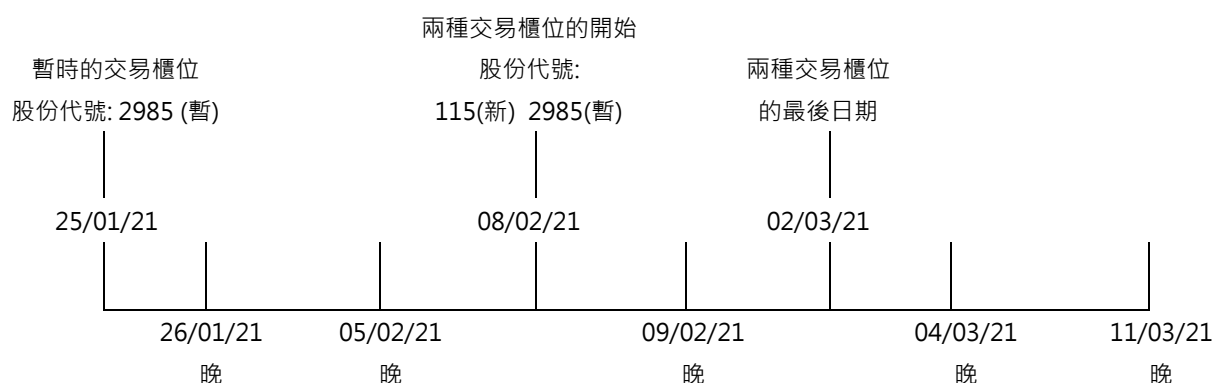 兩種交易櫃位的開始
暫時的交易櫃位 股份代號: 兩種交易櫃位
股份代號: 2985 (暫) 115(新) 2985(暫) 的最後日期
25/01/21 08/02/21 02/03/21
26/01/21 05/02/21 09/02/21 04/03/21 11/03/21
晚 晚 晚 晚 晚